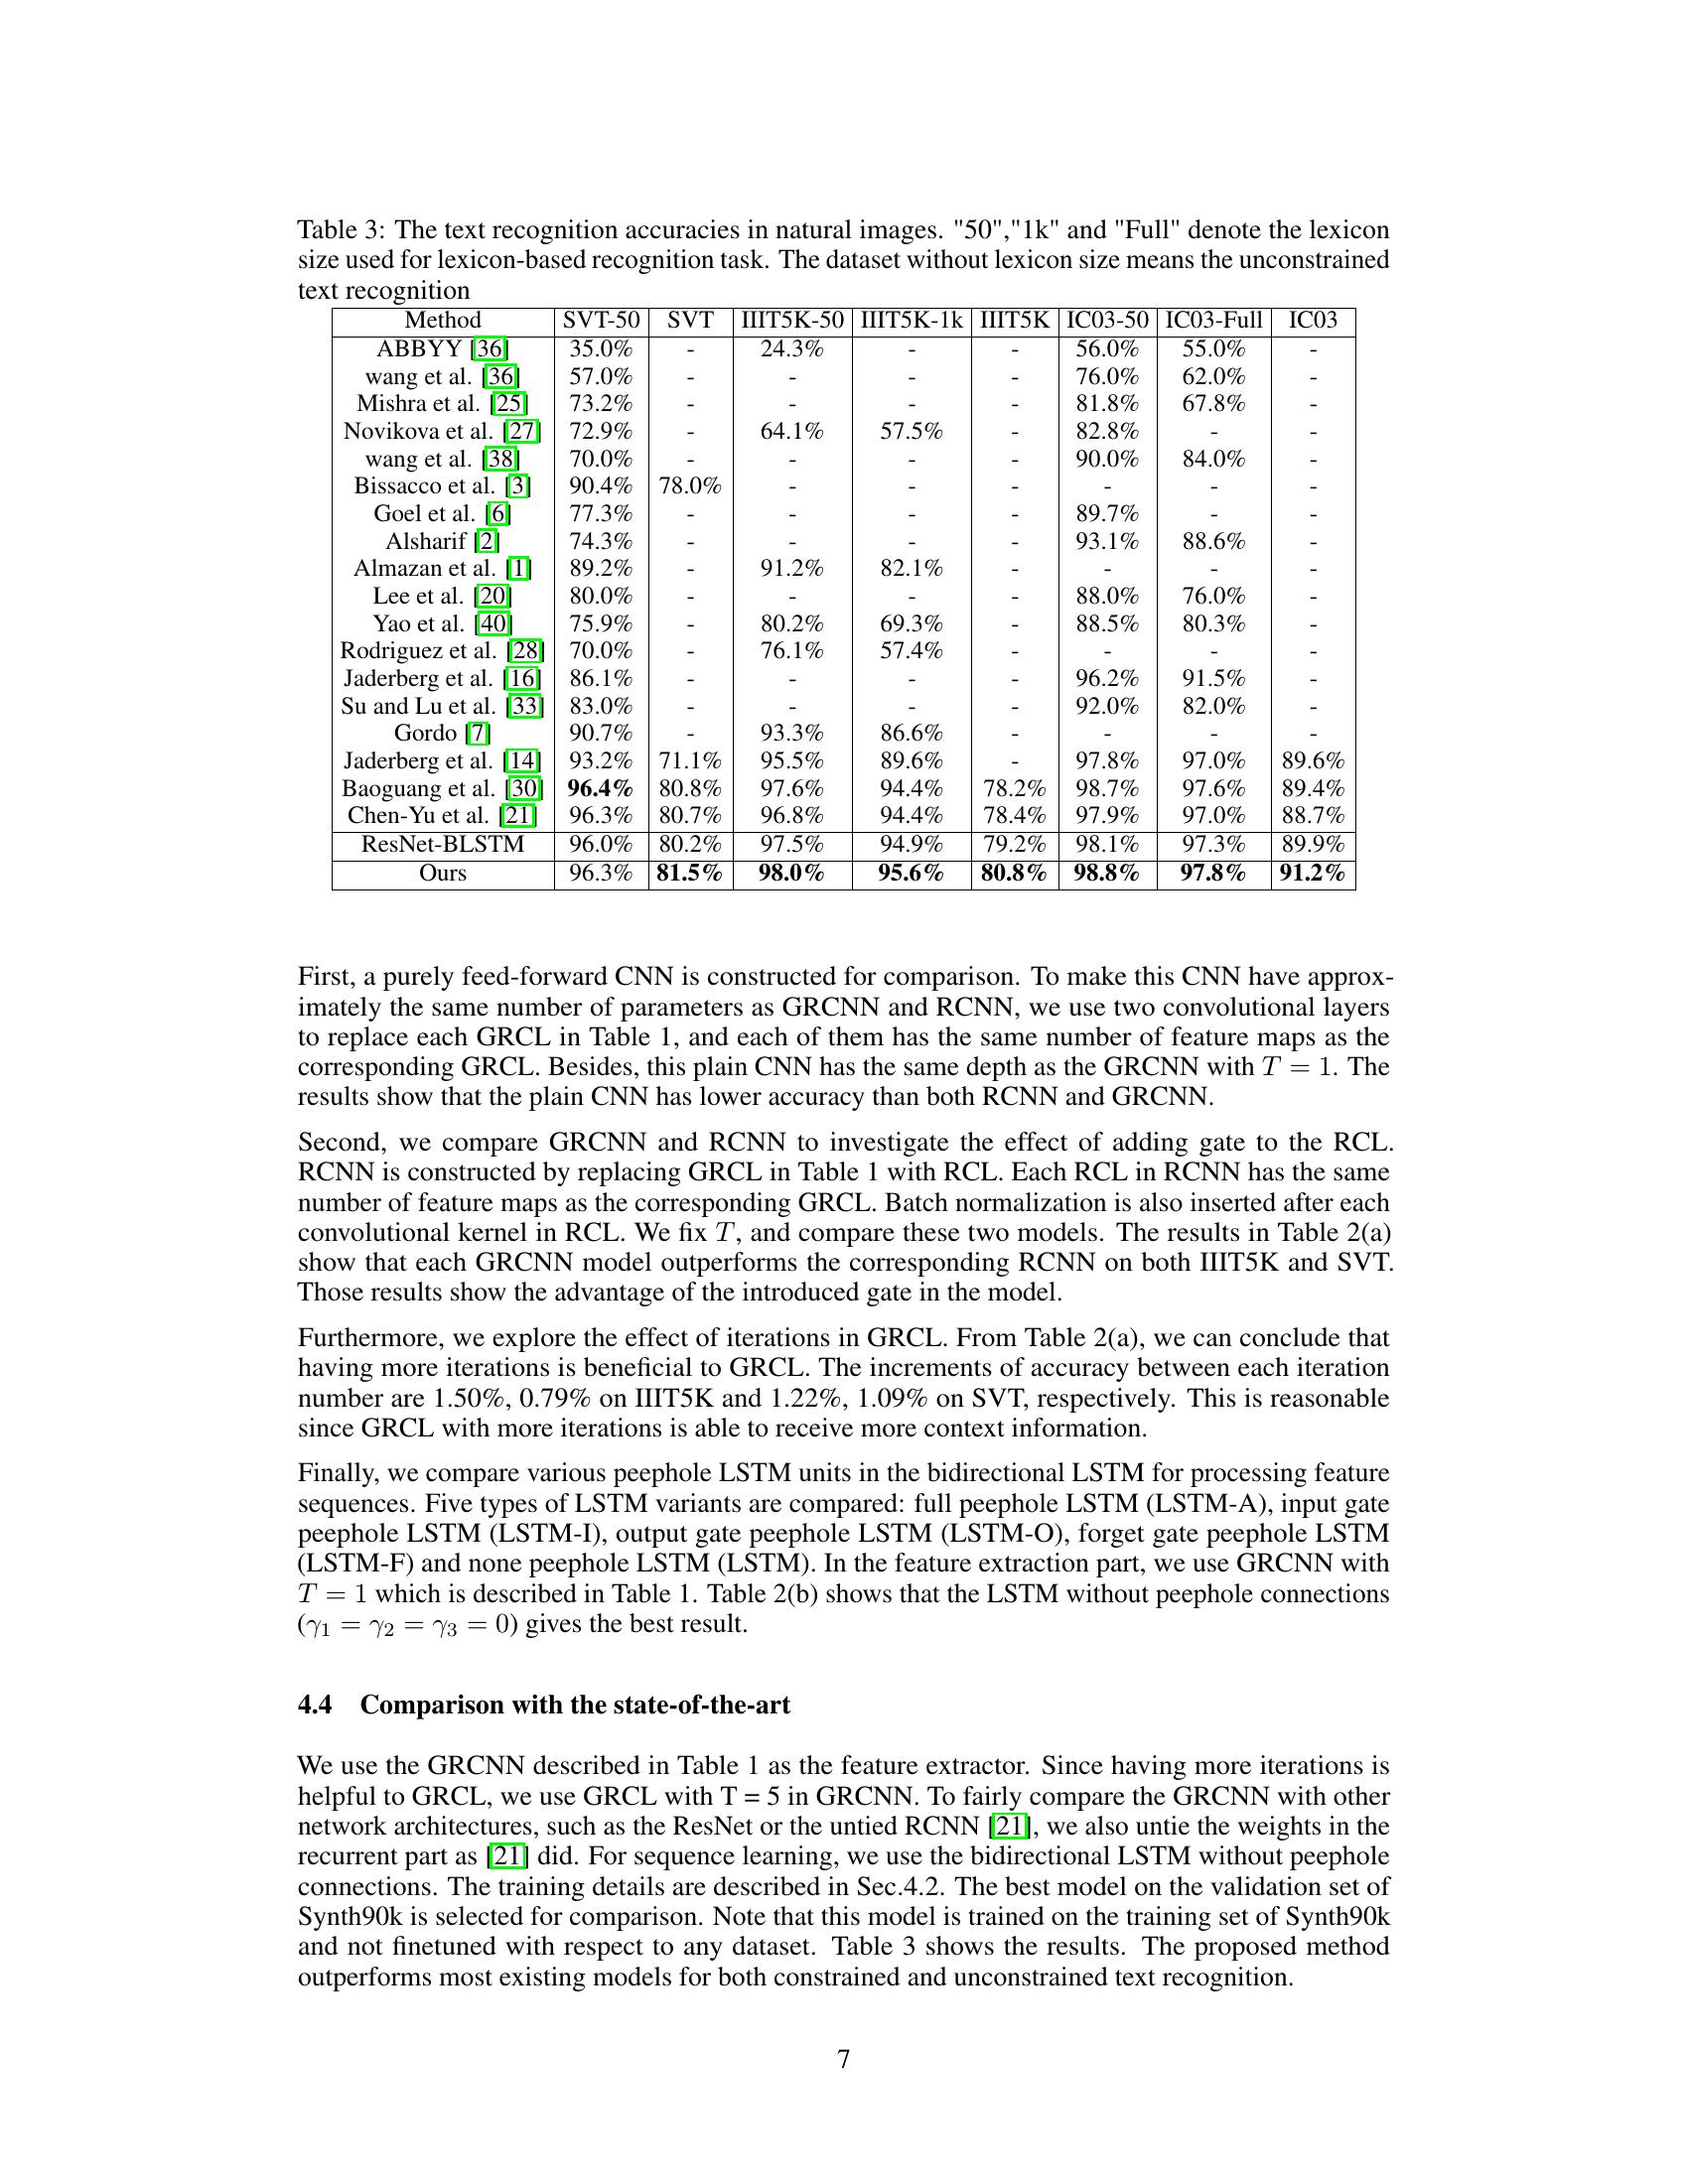 Table 3: The text recognition accuracies in natural images. "50","1k" and "Full" denote the lexicon
size used for lexicon-based recognition task. The dataset without lexicon size means the unconstrained
text recognition
Method SVT-50 SVT IIIT5K-50 IIIT5K-1k IIIT5K IC03-50 IC03-Full IC03
ABBYY [36] 35.0% - 24.3% - - 56.0% 55.0% -
wang et al. [36] 57.0% - - - - 76.0% 62.0% -
Mishra et al. [25] 73.2% - - - - 81.8% 67.8% -
Novikova et al. [27] 72.9% - 64.1% 57.5% - 82.8% - -
wang et al. [38] 70.0% - - - - 90.0% 84.0% -
Bissacco et al. [3] 90.4% 78.0% - - - - - -
Goel et al. [6] 77.3% - - - - 89.7% - -
Alsharif [2] 74.3% - - - - 93.1% 88.6% -
Almazan et al. [1] 89.2% - 91.2% 82.1% - - - -
Lee et al. [20] 80.0% - - - - 88.0% 76.0% -
Yao et al. [40] 75.9% - 80.2% 69.3% - 88.5% 80.3% -
Rodriguez et al. [28] 70.0% - 76.1% 57.4% - - - -
Jaderberg et al. [16] 86.1% - - - - 96.2% 91.5% -
Su and Lu et al. [33] 83.0% - - - - 92.0% 82.0% -
Gordo [7] 90.7% - 93.3% 86.6% - - - -
Jaderberg et al. [14] 93.2% 71.1% 95.5% 89.6% - 97.8% 97.0% 89.6%
Baoguang et al. [30] 96.4% 80.8% 97.6% 94.4% 78.2% 98.7% 97.6% 89.4%
Chen-Yu et al. [21] 96.3% 80.7% 96.8% 94.4% 78.4% 97.9% 97.0% 88.7%
ResNet-BLSTM 96.0% 80.2% 97.5% 94.9% 79.2% 98.1% 97.3% 89.9%
Ours 96.3% 81.5% 98.0% 95.6% 80.8% 98.8% 97.8% 91.2%
First, a purely feed-forward CNN is constructed for comparison. To make this CNN have approx-
imately the same number of parameters as GRCNN and RCNN, we use two convolutional layers
to replace each GRCL in Table 1, and each of them has the same number of feature maps as the
corresponding GRCL. Besides, this plain CNN has the same depth as the GRCNN with T = 1. The
results show that the plain CNN has lower accuracy than both RCNN and GRCNN.
Second, we compare GRCNN and RCNN to investigate the effect of adding gate to the RCL.
RCNN is constructed by replacing GRCL in Table 1 with RCL. Each RCL in RCNN has the same
number of feature maps as the corresponding GRCL. Batch normalization is also inserted after each
convolutional kernel in RCL. We fix T, and compare these two models. The results in Table 2(a)
show that each GRCNN model outperforms the corresponding RCNN on both IIIT5K and SVT.
Those results show the advantage of the introduced gate in the model.
Furthermore, we explore the effect of iterations in GRCL. From Table 2(a), we can conclude that
having more iterations is beneficial to GRCL. The increments of accuracy between each iteration
number are 1.50%, 0.79% on IIIT5K and 1.22%, 1.09% on SVT, respectively. This is reasonable
since GRCL with more iterations is able to receive more context information.
Finally, we compare various peephole LSTM units in the bidirectional LSTM for processing feature
sequences. Five types of LSTM variants are compared: full peephole LSTM (LSTM-A), input gate
peephole LSTM (LSTM-I), output gate peephole LSTM (LSTM-O), forget gate peephole LSTM
(LSTM-F) and none peephole LSTM (LSTM). In the feature extraction part, we use GRCNN with
T = 1 which is described in Table 1. Table 2(b) shows that the LSTM without peephole connections
(γ1 = γ2 = γ3 = 0) gives the best result.
4.4 Comparison with the state-of-the-art
We use the GRCNN described in Table 1 as the feature extractor. Since having more iterations is
helpful to GRCL, we use GRCL with T = 5 in GRCNN. To fairly compare the GRCNN with other
network architectures, such as the ResNet or the untied RCNN [21], we also untie the weights in the
recurrent part as [21] did. For sequence learning, we use the bidirectional LSTM without peephole
connections. The training details are described in Sec.4.2. The best model on the validation set of
Synth90k is selected for comparison. Note that this model is trained on the training set of Synth90k
and not finetuned with respect to any dataset. Table 3 shows the results. The proposed method
outperforms most existing models for both constrained and unconstrained text recognition.
7